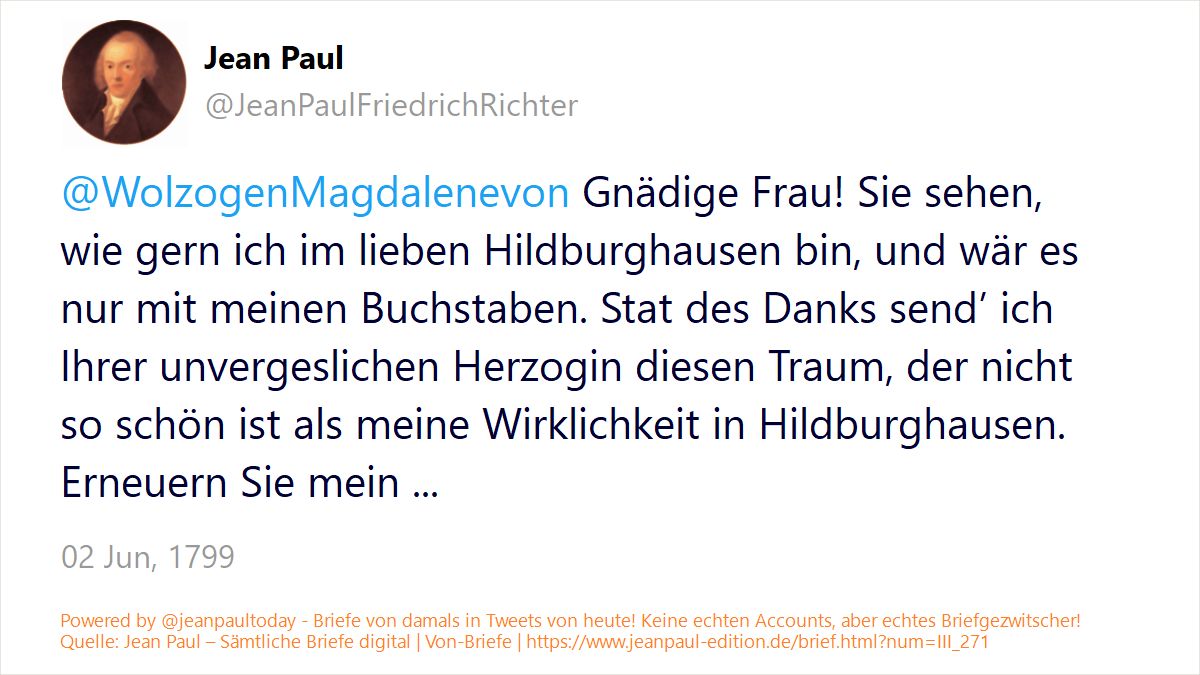 Jean Paul
@JeanPaulFriedrichRichter
@WolzogenMagdalenevon Gnädige Frau! Sie sehen,
wie gern ich im lieben Hildburghausen bin, und wär es
nur mit meinen Buchstaben. Stat des Danks send’ ich
Ihrer unvergeslichen Herzogin diesen Traum, der nicht
so schön ist als meine Wirklichkeit in Hildburghausen.
Erneuern Sie mein ...
02 Jun, 1799
Powered by @jeanpaultoday - Briefe von damals in Tweets von heute! Keine echten Accounts, aber echtes Briefgezwitscher!
Quelle: Jean Paul – Sämtliche Briefe digital | Von-Briefe | https://www.jeanpaul-edition.de/brief.html?num=III_271